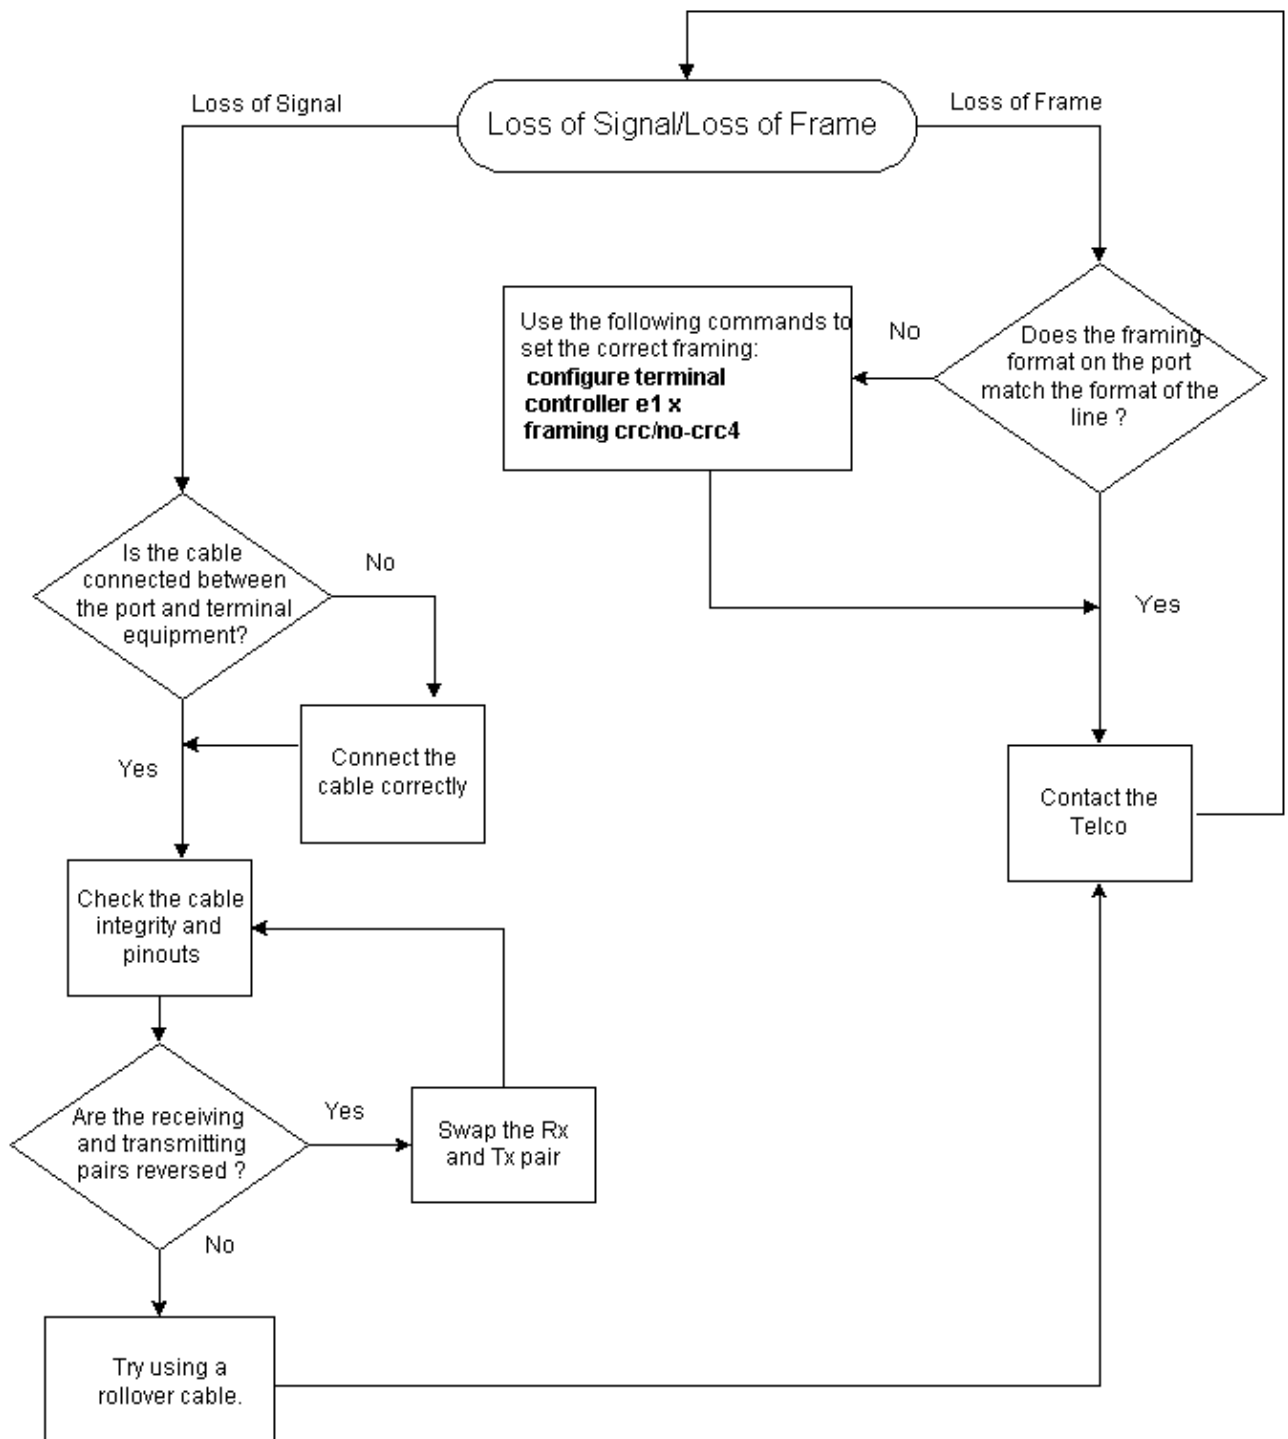 Loss of Signal
Loss of Signal/Loss of Frame
Loss of Frame
Use the following commands to
set the correct framing:
configure terminal
controller e1 x
framing crc/no-crc4
No
Does the framing
format on the port
match the format of the
line ?
Is the cable
connected between
the port and terminal
equipment?
No
Yes
Yes
Connect the
cable correctly
Contact the
Telco
Check the cable
integrity and
pinouts
Are the receiving
and transmitting
pairs reversed ?
Yes
Swap the Rx
and Tx pair
No
Try using a
rollover cable.